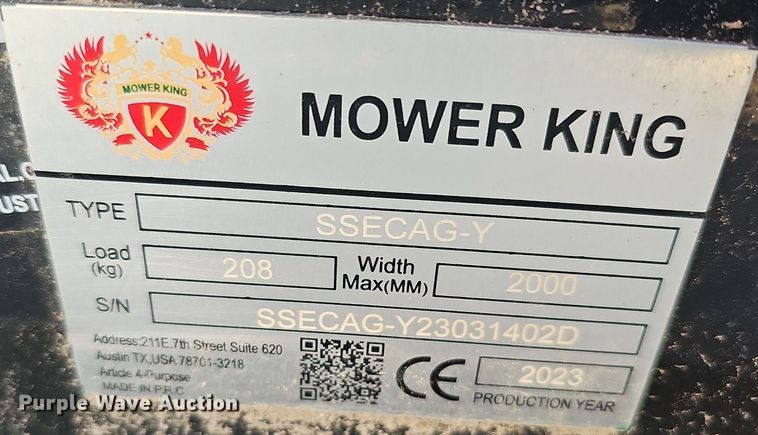 MOWER KING
K
MOWER KING
AL.C
UST
TYPE SSECAG-Y
Load (kg) 208 Width Max(MM) 2000
S/N SSECAG-Y23031402D
Address:211E.7th Street Suite 620
Austin TX,USA 78701-3218
Article 4-Purpose
MADE IN P.R.C
CE 2023
PRODUCTION YEAR
Purple Wave Auction